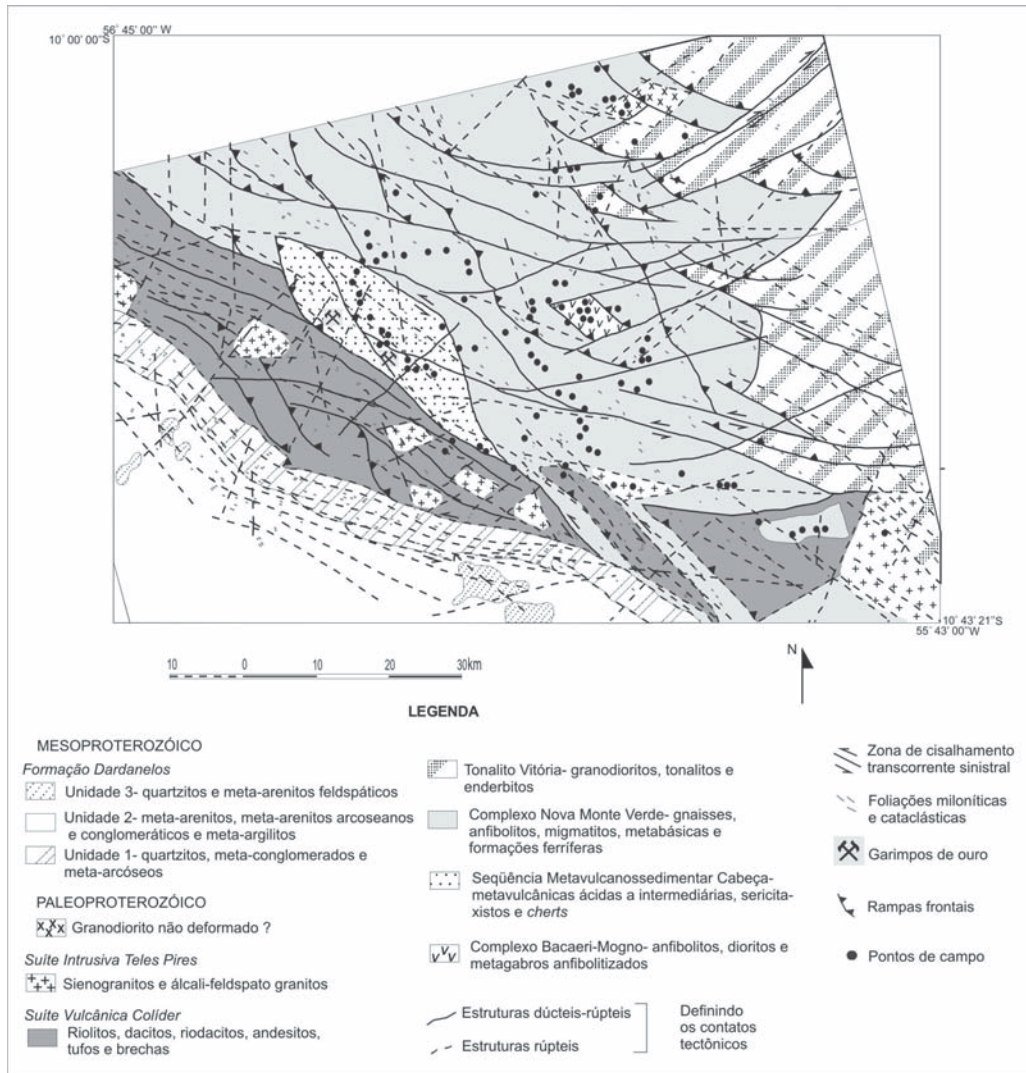 56° 45' 00'' W
10° 00' 00''S
10° 43' 21''S
55° 43' 00''W
N
10 0 10 20 30km
LEGENDA
MESOPROTEROZÓICO
Formação Dardanelos
Unidade 3- quartzitos e meta-arenitos feldspáticos
Unidade 2- meta-arenitos, meta-arenitos arcoseanos
e conglomeráticos e meta-argilitos
Unidade 1- quartzitos, meta-conglomerados e
meta-arcóseos
PALEOPROTEROZÓICO
Granodiorito não deformado ?
Suíte Intrusiva Teles Pires
Sienogranitos e álcali-feldspato granitos
Suíte Vulcânica Colíder
Riolitos, dacitos, riodacitos, andesitos,
tufos e brechas
Tonalito Vitória- granodioritos, tonalitos e
enderbitos
Complexo Nova Monte Verde- gnaisses,
anfibolitos, migmatitos, metabásicas e
formações ferríferas
Seqüência Metavulcanossedimentar Cabeça-
metavulcânicas ácidas a intermediárias, sericita-
xistos e cherts
Complexo Bacaeri-Mogno- anfibolitos, dioritos e
metagabros anfibolitizados
Estruturas dúcteis-rúpteis
Estruturas rúpteis
Definindo
os contatos
tectônicos
Zona de cisalhamento
transcorrente sinistral
Foliações miloníticas
e cataclásticas
Garimpos de ouro
Rampas frontais
Pontos de campo